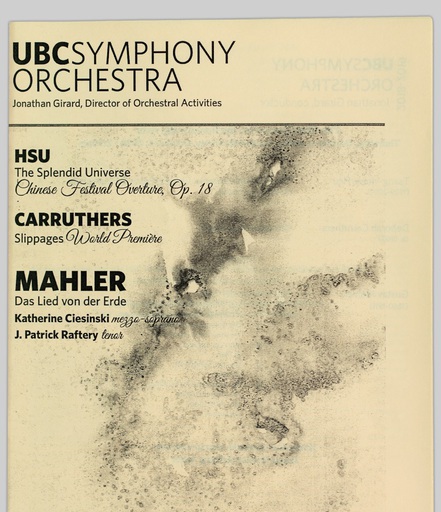 UBCSYMPHONY
ORCHESTRA
Jonathan Girard, Director of Orchestral Activities
HSU
The Splendid Universe
Chinese Festival Overture, Op. 18
CARRUTHERS
Slippages World Première
MAHLER
Das Lied von der Erde
Katherine Ciesinski mezzo-soprano
J. Patrick Raftery tenor